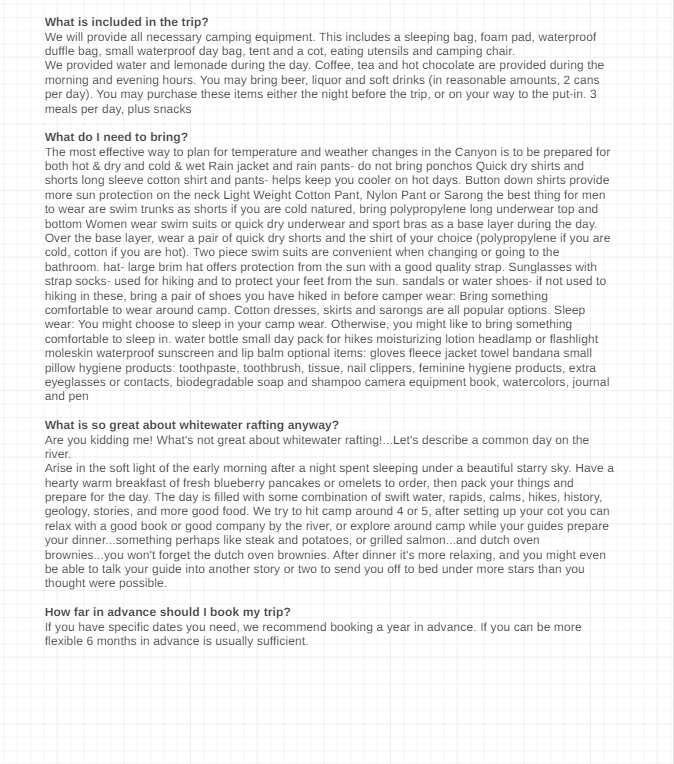 What is included in the trip?
We will provide all necessary camping equipment. This includes a sleeping bag, foam pad, waterproof
duffle bag, small waterproof day bag, tent and a cot, eating utensils and camping chair.
We provided water and lemonade during the day. Coffee, tea and hot chocolate are provided during the
morning and evening hours. You may bring beer, liquor and soft drinks (in reasonable amounts, 2 cans
per day). You may purchase these items either the night before the trip, or on your way to the put-in. 3
meals per day, plus snacks
What do I need to bring?
The most effective way to plan for temperature and weather changes in the Canyon is to be prepared for
both hot & dry and cold & wet Rain jacket and rain pants- do not bring ponchos Quick dry shirts and
shorts long sleeve cotton shirt and pants- helps keep you cooler on hot days. Button down shirts provide
more sun protection on the neck Light Weight Cotton Pant, Nylon Pant or Sarong the best thing for men
to wear are swim trunks as shorts if you are cold natured, bring polypropylene long underwear top and
bottom Women wear swim suits or quick dry underwear and sport bras as a base layer during the day.
Over the base layer, wear a pair of quick dry shorts and the shirt of your choice (polypropylene if you are
cold, cotton if you are hot). Two piece swim suits are convenient when changing or going to the
bathroom. hat- large brim hat offers protection from the sun with a good quality strap. Sunglasses with
strap socks- used for hiking and to protect your feet from the sun. sandals or water shoes- if not used to
hiking in these, bring a pair of shoes you have hiked in before camper wear: Bring something
comfortable to wear around camp. Cotton dresses, skirts and sarongs are all popular options. Sleep
wear: You might choose to sleep in your camp wear. Otherwise, you might like to bring something
comfortable to sleep in. water bottle small day pack for hikes moisturizing lotion headlamp or flashlight
moleskin waterproof sunscreen and lip balm optional items: gloves fleece jacket towel bandana small
pillow hygiene products: toothpaste, toothbrush, tissue, nail clippers, feminine hygiene products, extra
eyeglasses or contacts, biodegradable soap and shampoo camera equipment book, watercolors, journal
and pen
What is so great about whitewater rafting anyway?
Are you kidding me! What's not great about whitewater rafting!...Let's describe a common day on the
river.
Arise in the soft light of the early morning after a night spent sleeping under a beautiful starry sky. Have a
hearty warm breakfast of fresh blueberry pancakes or omelets to order, then pack your things and
prepare for the day. The day is filled with some combination of swift water, rapids, calms, hikes, history,
geology, stories, and more good food. We try to hit camp around 4 or 5, after setting up your cot you can
relax with a good book or good company by the river, or explore around camp while your guides prepare
your dinner...something perhaps like steak and potatoes, or grilled salmon...and dutch oven
brownies...you won't forget the dutch oven brownies. After dinner it's more relaxing, and you might even
be able to talk your guide into another story or two to send you off to bed under more stars than you
thought were possible.
How far in advance should I book my trip?
If you have specific dates you need, we recommend booking a year in advance. If you can be more
flexible 6 months in advance is usually sufficient.